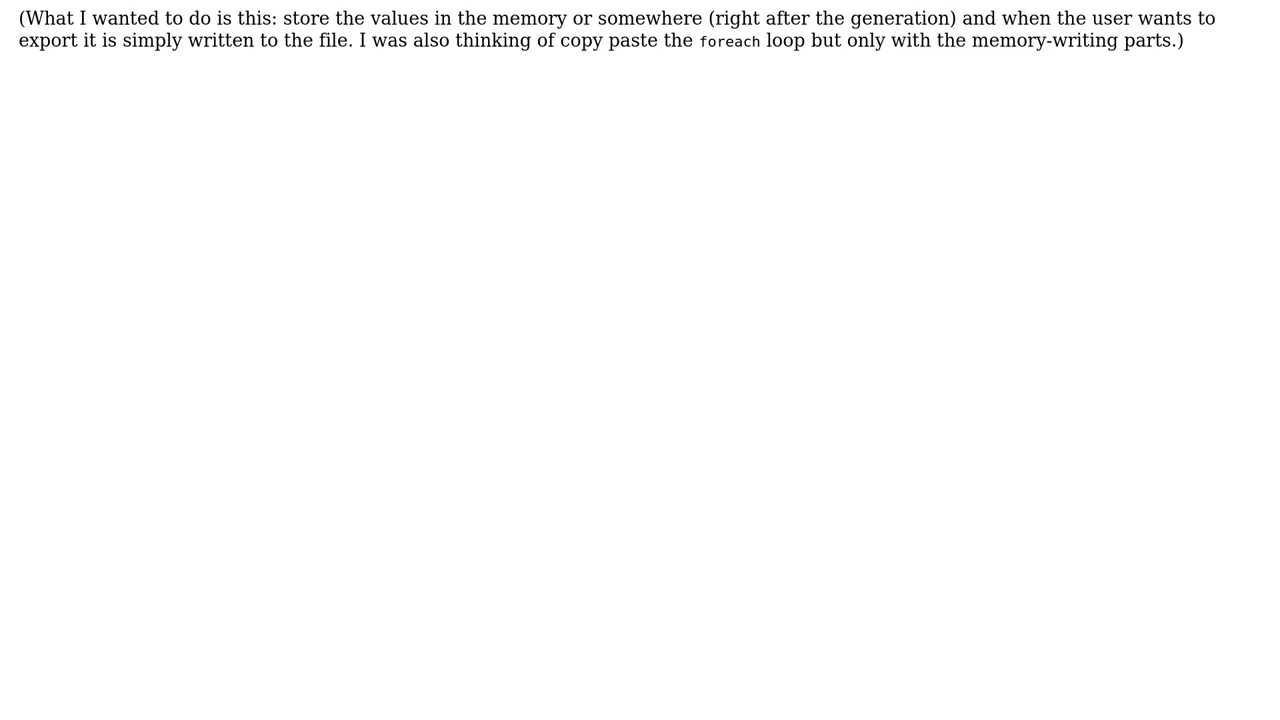 (What I wanted to do is this: store the values in the memory or somewhere (right after the generation) and when the user wants to
export it is simply written to the file. I was also thinking of copy paste the foreach loop but only with the memory-writing parts.)